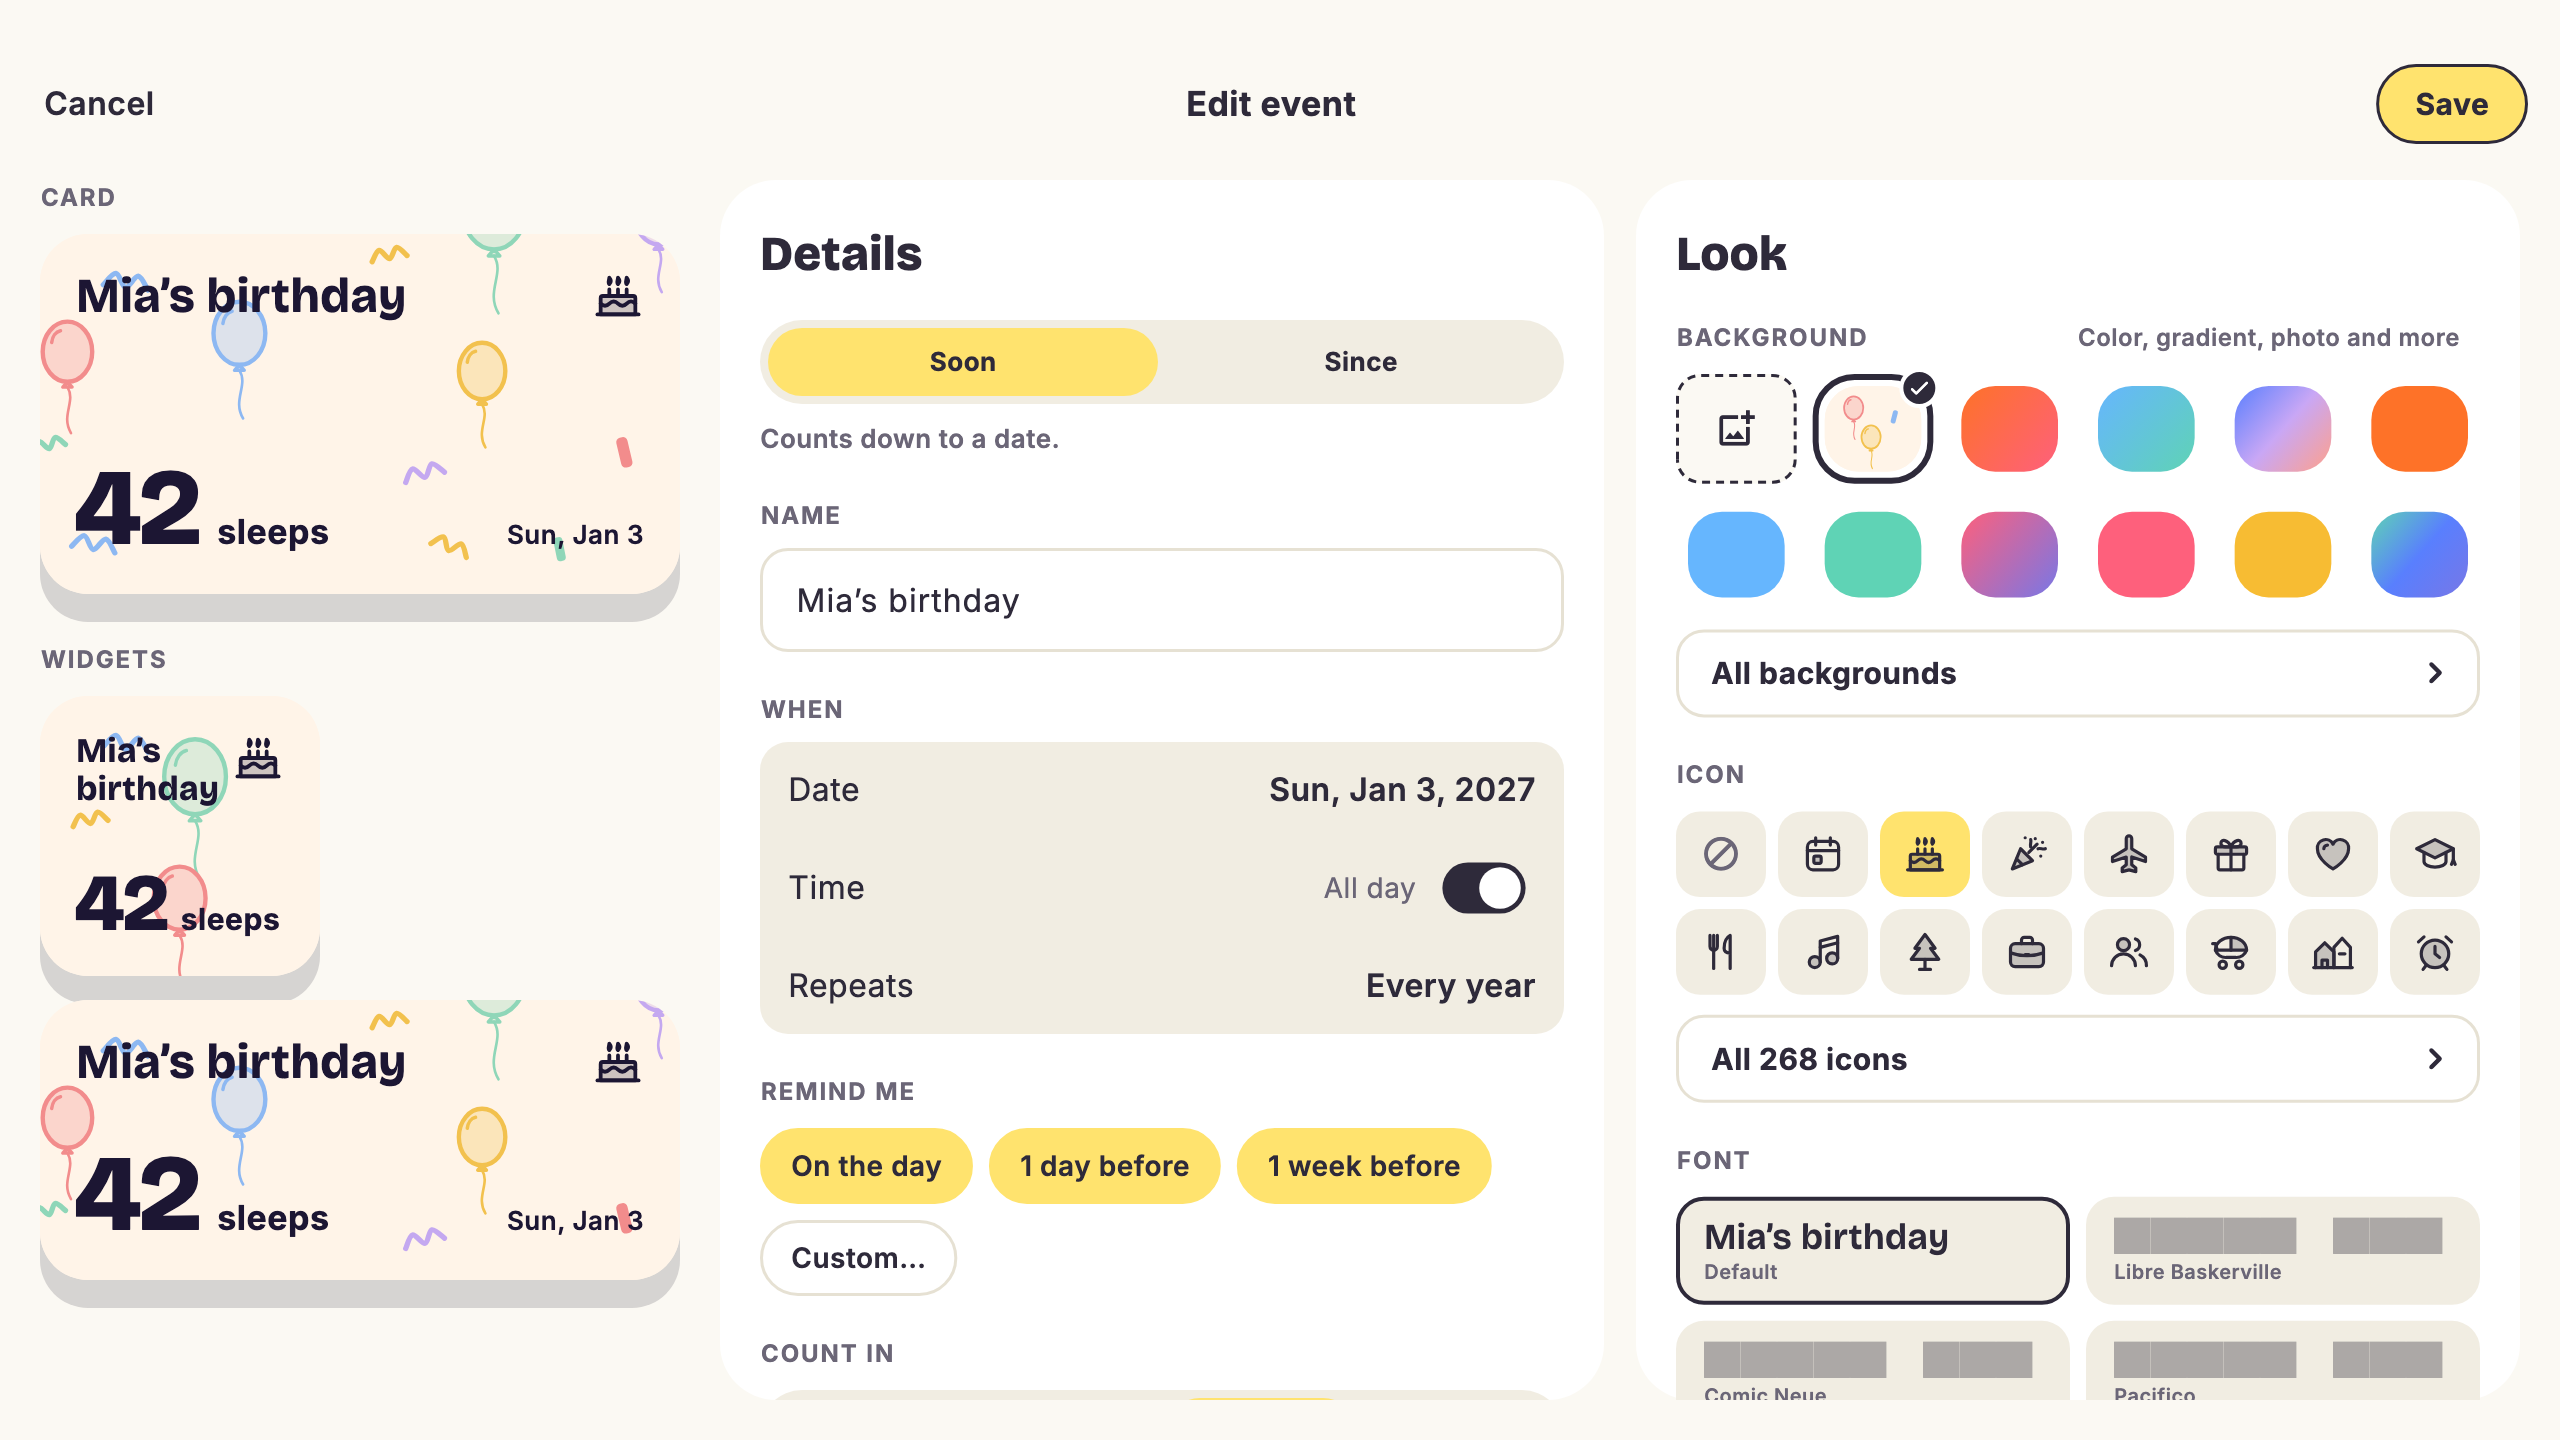 Cancel
Edit event
Save
CARD
Mia’s birthday
42 sleeps
Sun, Jan 3
WIDGETS
Mia’s
birthday
42 sleeps
Mia’s birthday
42 sleeps
Sun, Jan 3
Details
Soon
Since
Counts down to a date.
NAME
Mia’s birthday
WHEN
Date
Sun, Jan 3, 2027
Time
All day
Repeats
Every year
REMIND ME
On the day
1 day before
1 week before
Custom...
COUNT IN
Look
BACKGROUND
Color, gradient, photo and more
All backgrounds
ICON
All 268 icons
FONT
Mia’s birthday
Default
Libre Baskerville
Comic Neue
Pacifico